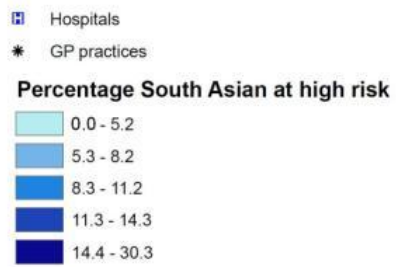 H Hospitals
GP practices
Percentage South Asian at high risk
0.0 - 5.2
5.3 - 8.2
8.3 - 11.2
11.3 - 14.3
14.4 - 30.3